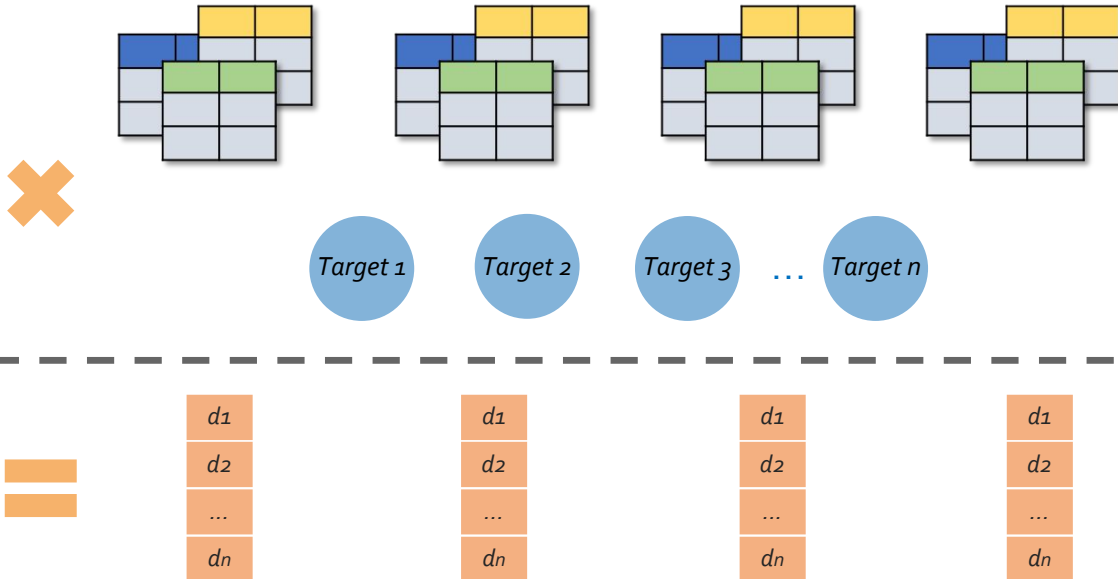 Target 1 Target 2 Target 3 ... Target n
d1 d1 d1 d1
d2 d2 d2 d2
... ... ... ...
dn dn dn dn